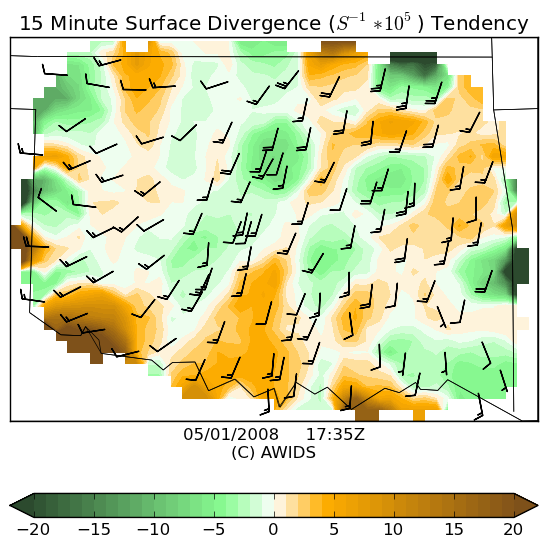 15 Minute Surface Divergence (S⁻¹ *10⁵ ) Tendency
05/01/2008 17:35Z
(C) AWIDS
−20 −15 −10 −5 0 5 10 15 20